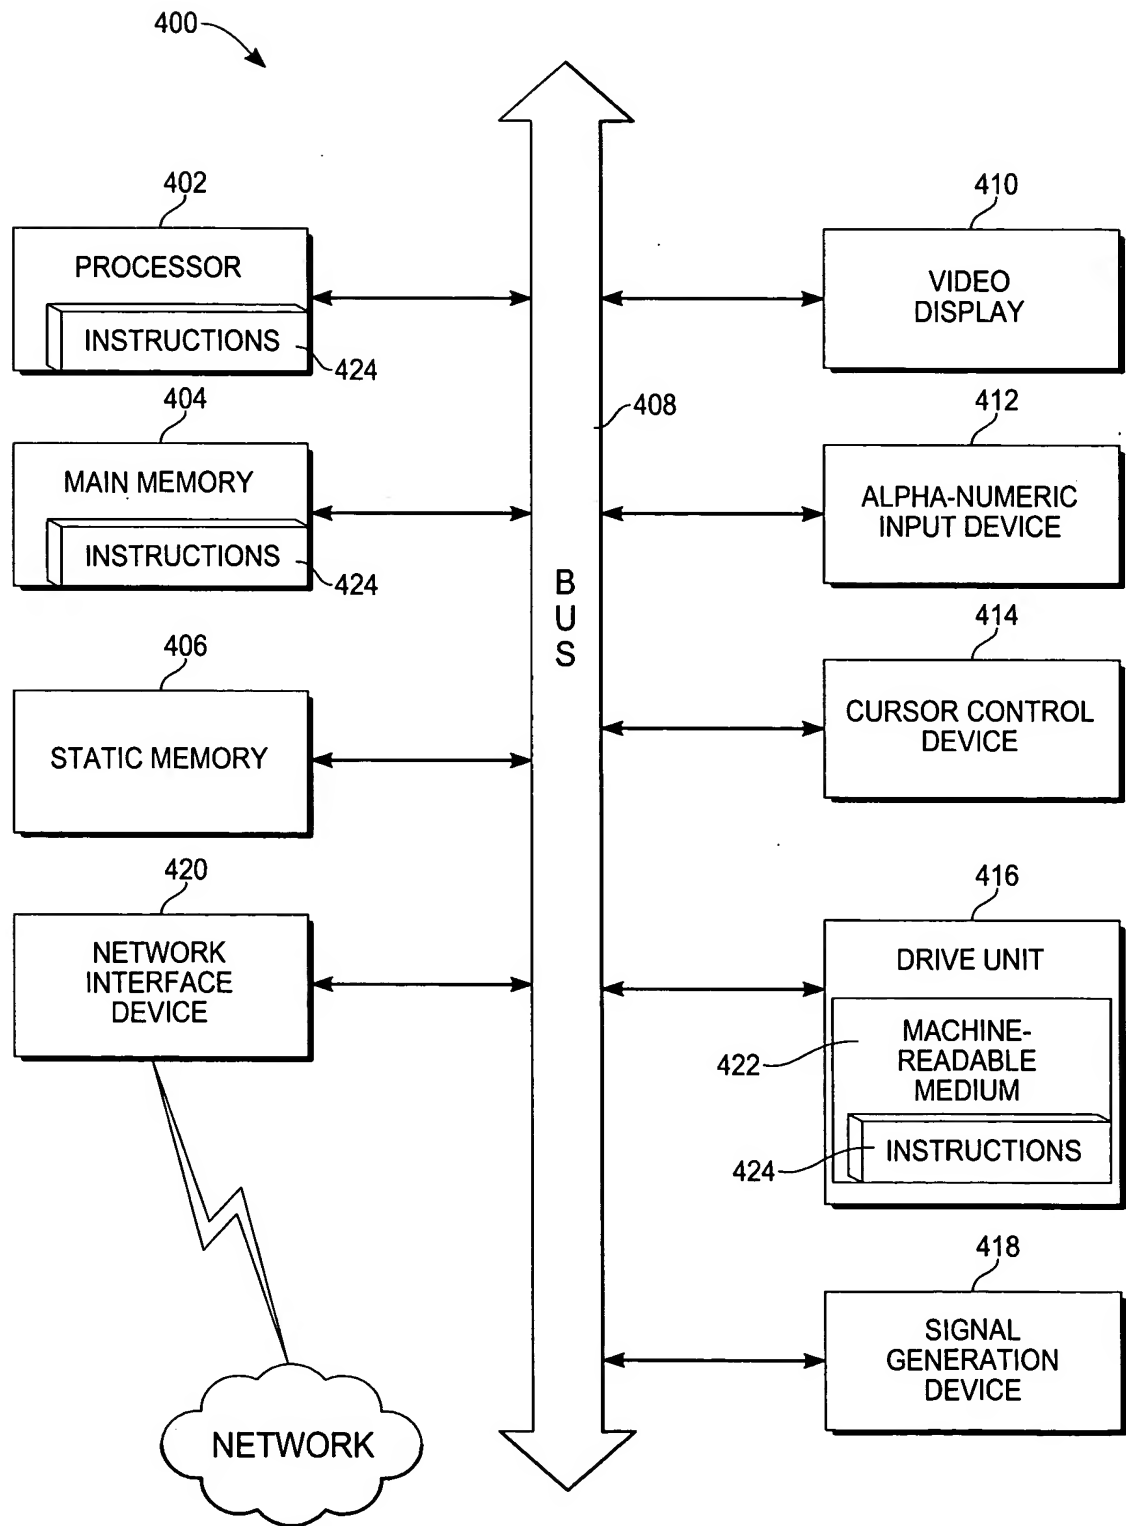 400
402
PROCESSOR
INSTRUCTIONS
424
404
MAIN MEMORY
INSTRUCTIONS
424
406
STATIC MEMORY
420
NETWORK
INTERFACE
DEVICE
NETWORK
408
BUS
410
VIDEO
DISPLAY
412
ALPHA-NUMERIC
INPUT DEVICE
414
CURSOR CONTROL
DEVICE
416
DRIVE UNIT
422
MACHINE-
READABLE
MEDIUM
424
INSTRUCTIONS
418
SIGNAL
GENERATION
DEVICE